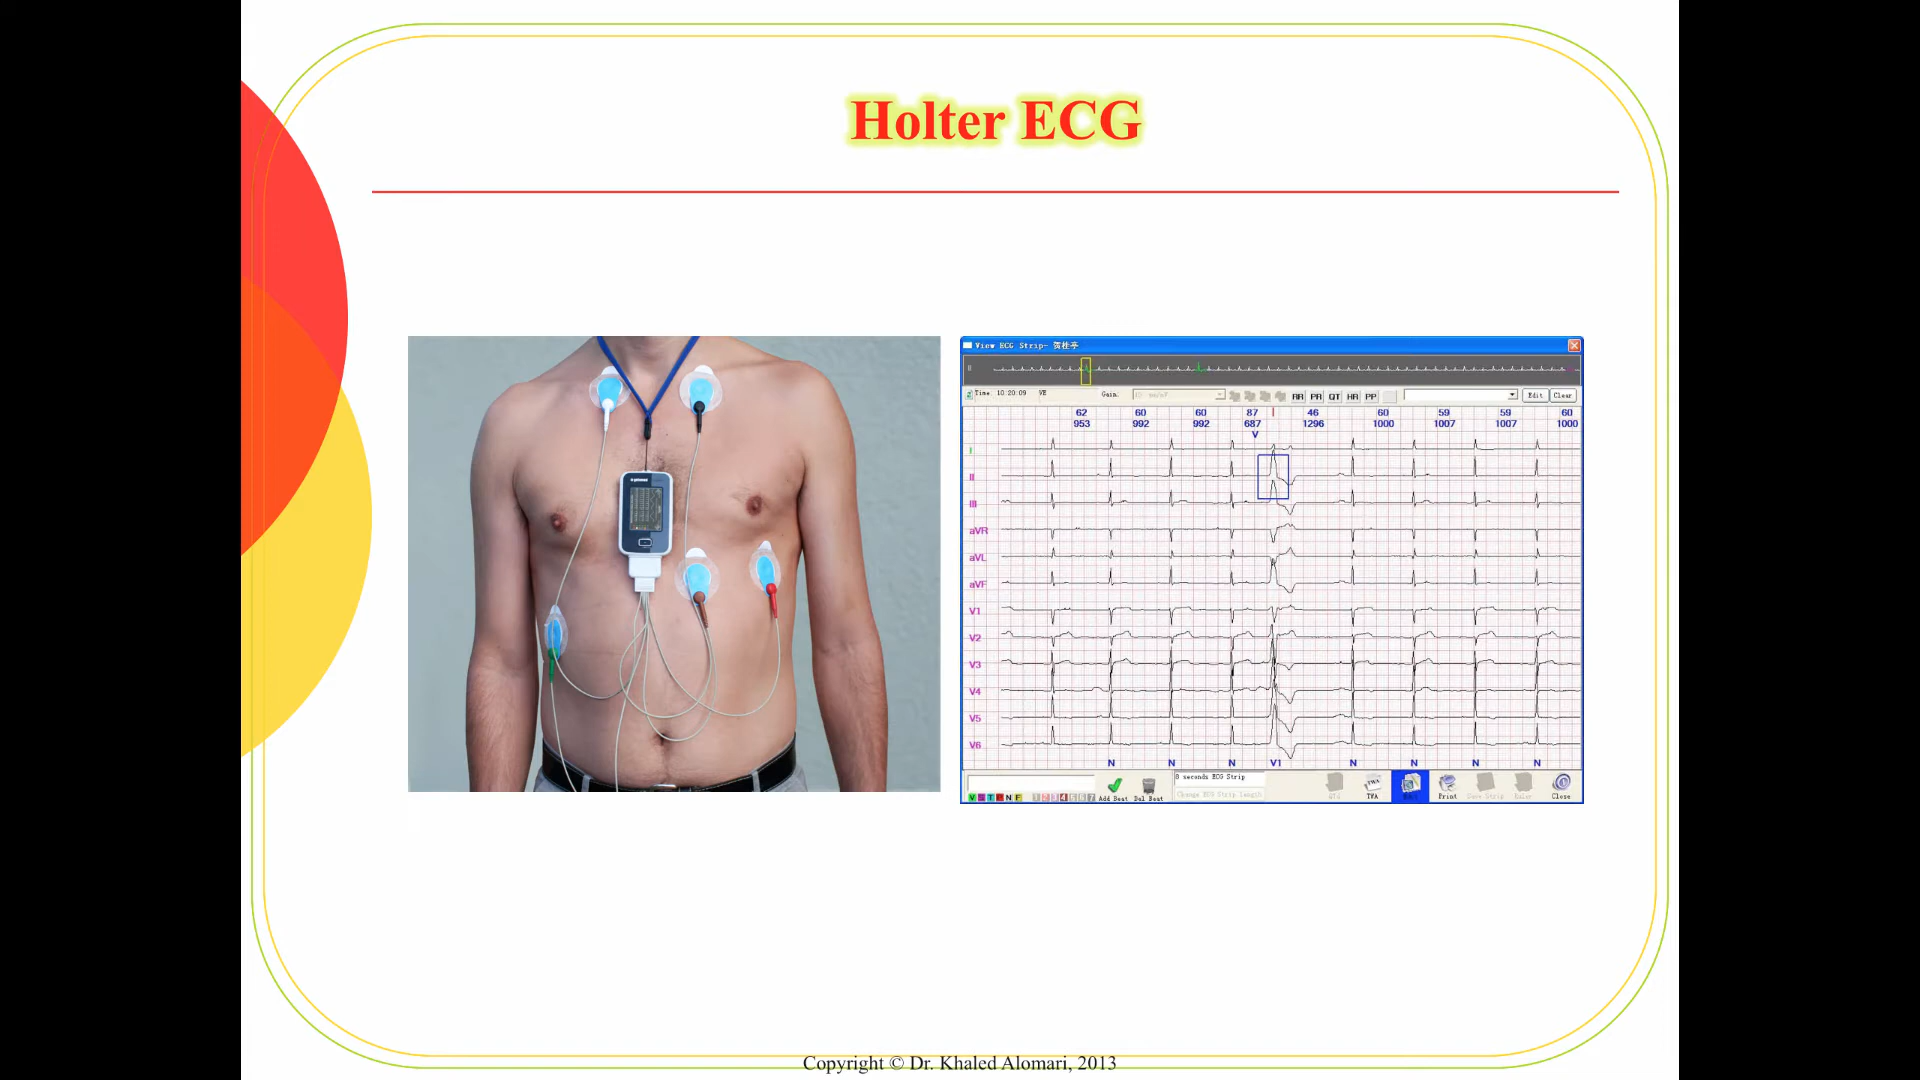 Holter ECG
View ECG Strip-
II
Time: 10:20:09 VE Gain: RR PR QT HR PP Edit Clear
62 60 60 87 46 60 59 59 60
953 992 992 687 1296 1000 1007 1007 1000
V
I
II
III
aVR
aVL
aVF
V1
V2
V3
V4
V5
V6
N N N V1 N N N N
8 seconds ECG Strip
Change ECG Strip Length
Add Beat Del Beat TWA Print Save Strip Ruler Close
Copyright © Dr. Khaled Alomari, 2013